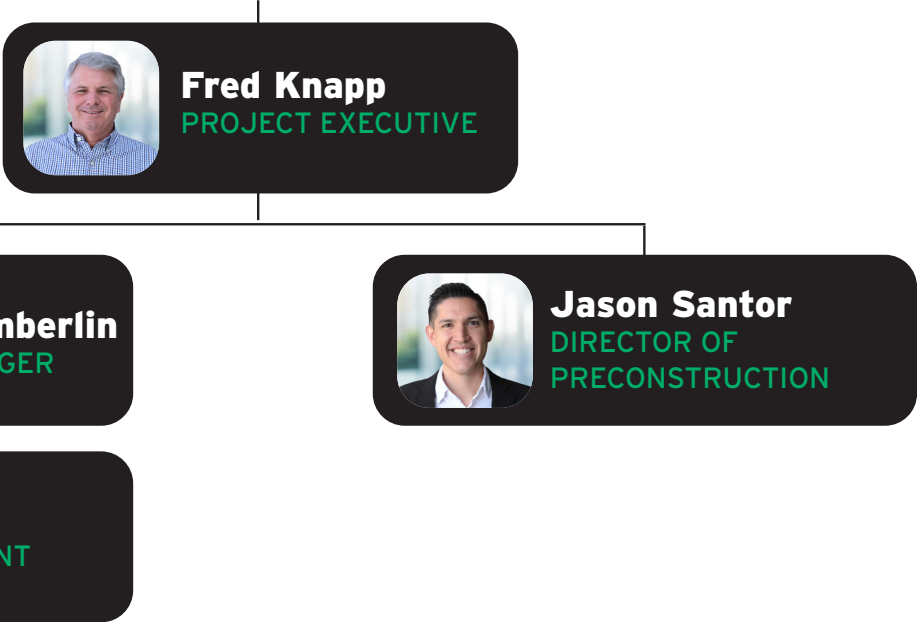 Fred Knapp
PROJECT EXECUTIVE
mberlin
GER
Jason Santor
DIRECTOR OF
PRECONSTRUCTION
NT